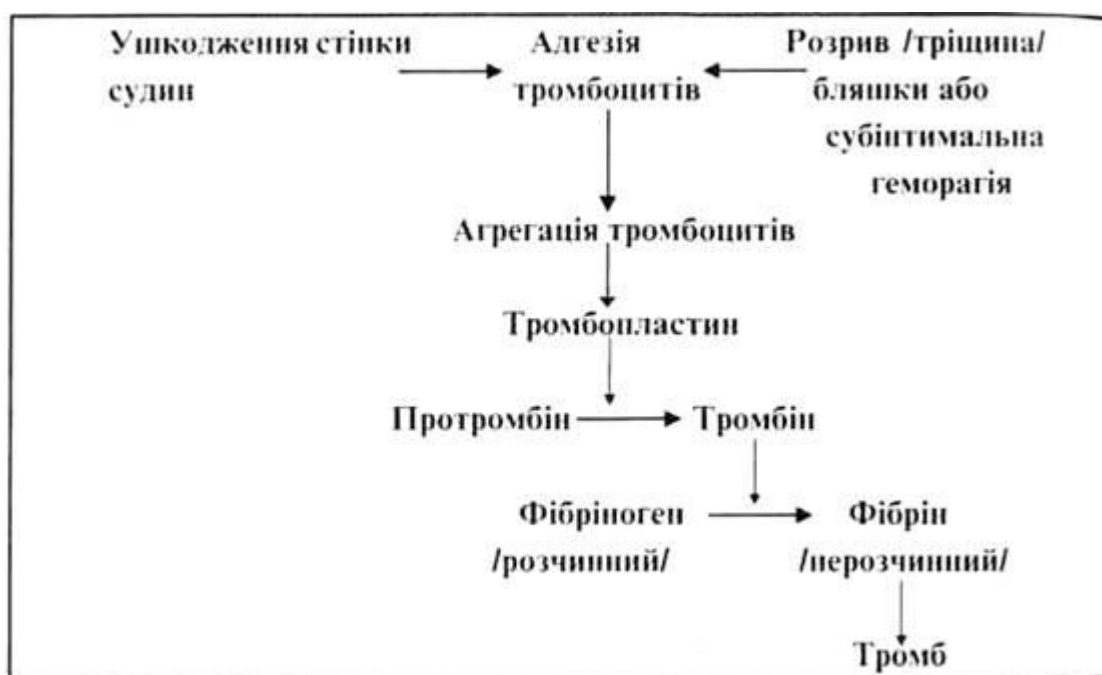 Ушкодження стінки
судин
Адгезія
тромбоцитів
Розрив /тріщина/
бляшки або
субінтимальна
геморагія
Агрегація тромбоцитів
Тромбопластин
Протромбін
Тромбін
Фібріноген
/розчинний/
Фібрін
/нерозчинний/
Тромб